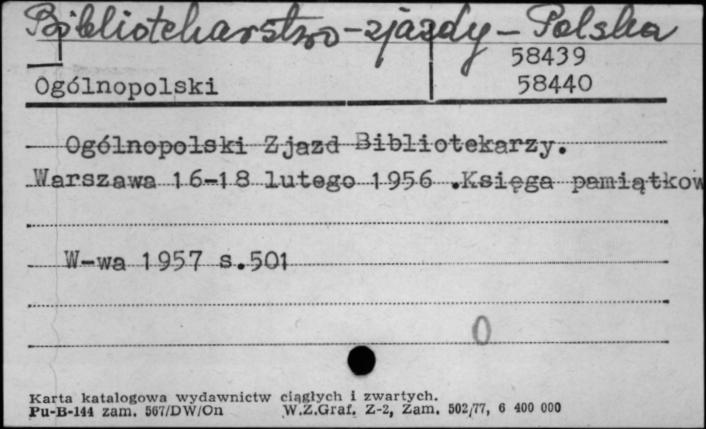 Bibliotekarstwo - zjazdy - Polska
58439
Ogólnopolski 58440
Ogólnopolski Zjazd Bibliotekarzy.
Warszawa 16-18 lutego 1956 .Księga pamiątkow
W-wa 1957 s.501
0
Karta katalogowa wydawnictw ciągłych i zwartych.
Pu-B-144 zam. 567/DW/On W.Z.Graf. Z-2, Zam. 502/77, 6 400 000